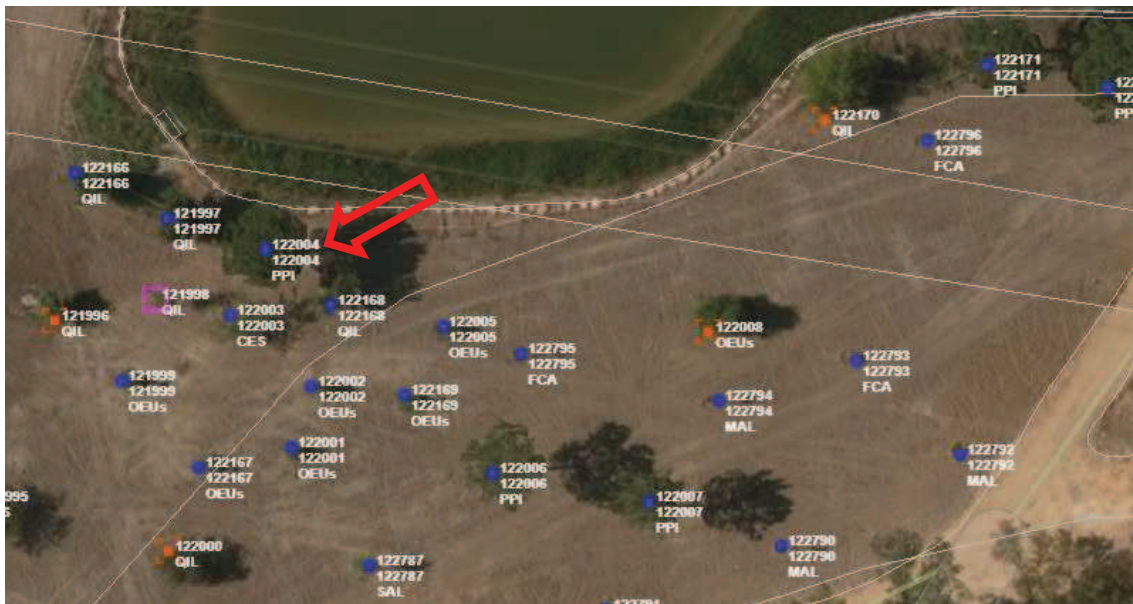 122171
122171
PPI
122170
QIL
122796
122796
FCA
122166
122166
QIL
121997
121997
QIL
122004
122004
PPI
121998
QIL
121996
QIL
122003
122003
CES
122168
122168
QIL
122005
122005
OEUs
122008
OEUs
122795
122795
FCA
122793
122793
FCA
121999
121999
OEUs
122002
122002
OEUs
122169
122169
OEUs
122794
122794
MAL
122001
122001
OEUs
122792
122792
MAL
122167
122167
OEUs
122006
122006
PPI
122007
122007
PPI
122000
QIL
122790
122790
MAL
122787
122787
SAL